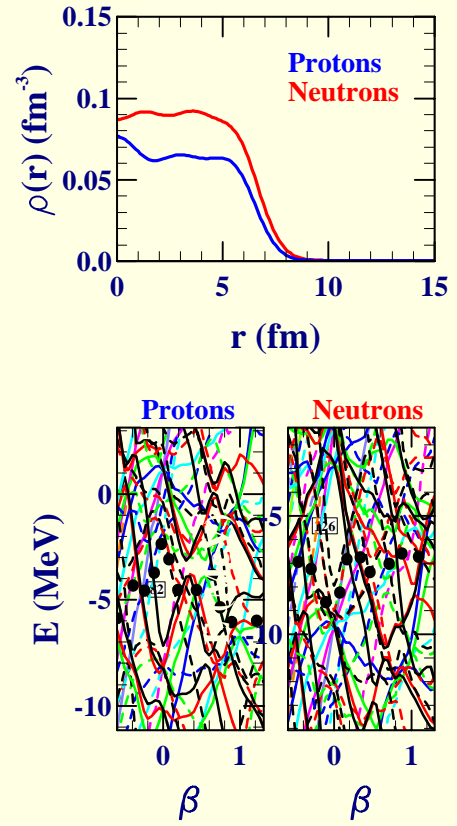 0.15
0.1
0.05
0.0
ρ(r) (fm-3)
Protons
Neutrons
0 5 10 15
r (fm)
Protons Neutrons
0
-5
-10
E (MeV)
-5
-10
0 1 0 1
β β